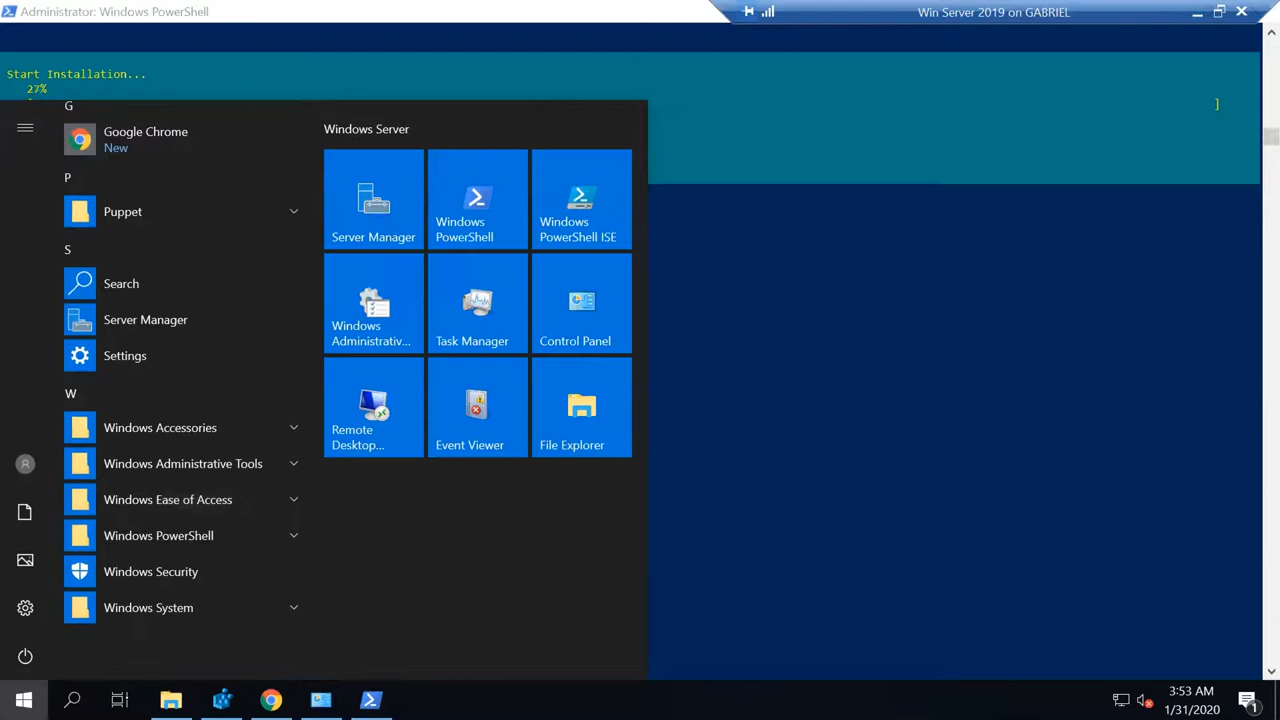 Administrator: Windows PowerShell
Win Server 2019 on GABRIEL
Start Installation...
27%
]
G
Google Chrome
New
P
Puppet
S
Search
Server Manager
Settings
W
Windows Accessories
Windows Administrative Tools
Windows Ease of Access
Windows PowerShell
Windows Security
Windows System
Windows Server
Server Manager
Windows
PowerShell
Windows
PowerShell ISE
Windows
Administrativ...
Task Manager
Control Panel
Remote
Desktop...
Event Viewer
File Explorer
3:53 AM
1/31/2020
1